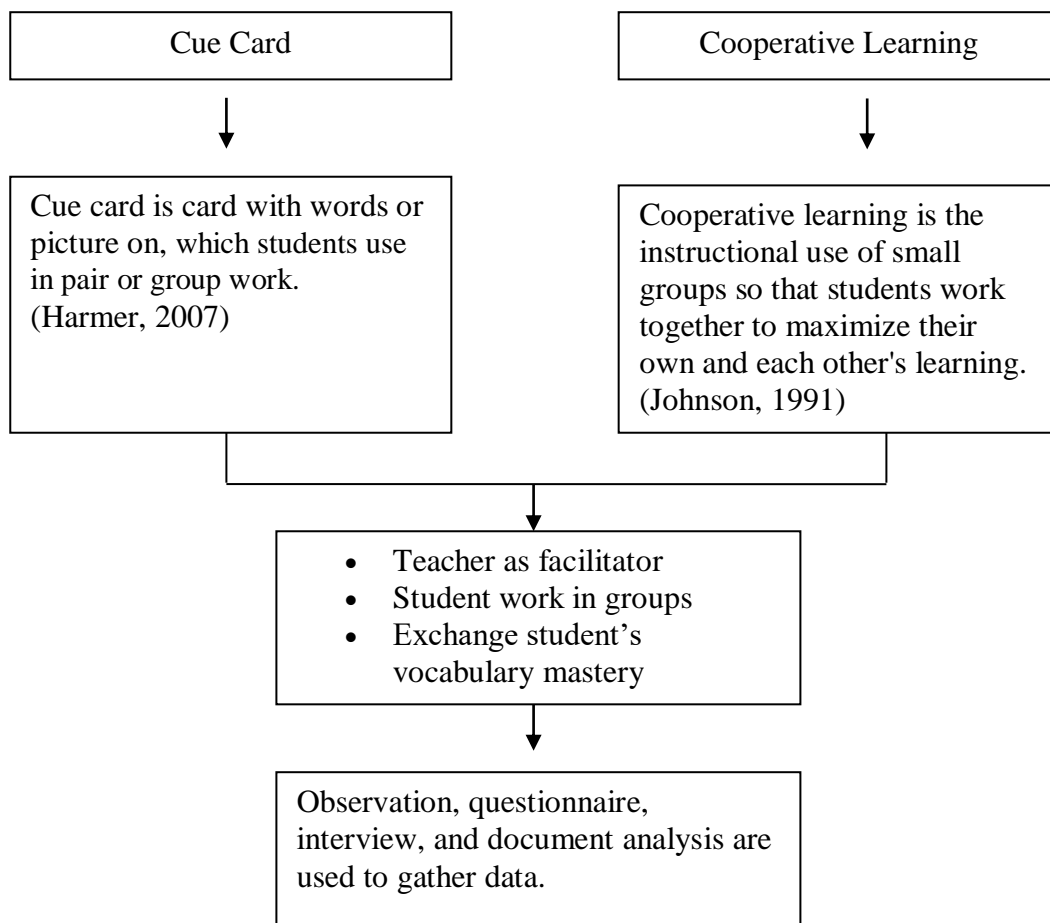 Cue Card
Cooperative Learning
Cue card is card with words or
picture on, which students use
in pair or group work.
(Harmer, 2007)
Cooperative learning is the
instructional use of small
groups so that students work
together to maximize their
own and each other's learning.
(Johnson, 1991)
• Teacher as facilitator
• Student work in groups
• Exchange student’s
vocabulary mastery
Observation, questionnaire,
interview, and document analysis are
used to gather data.